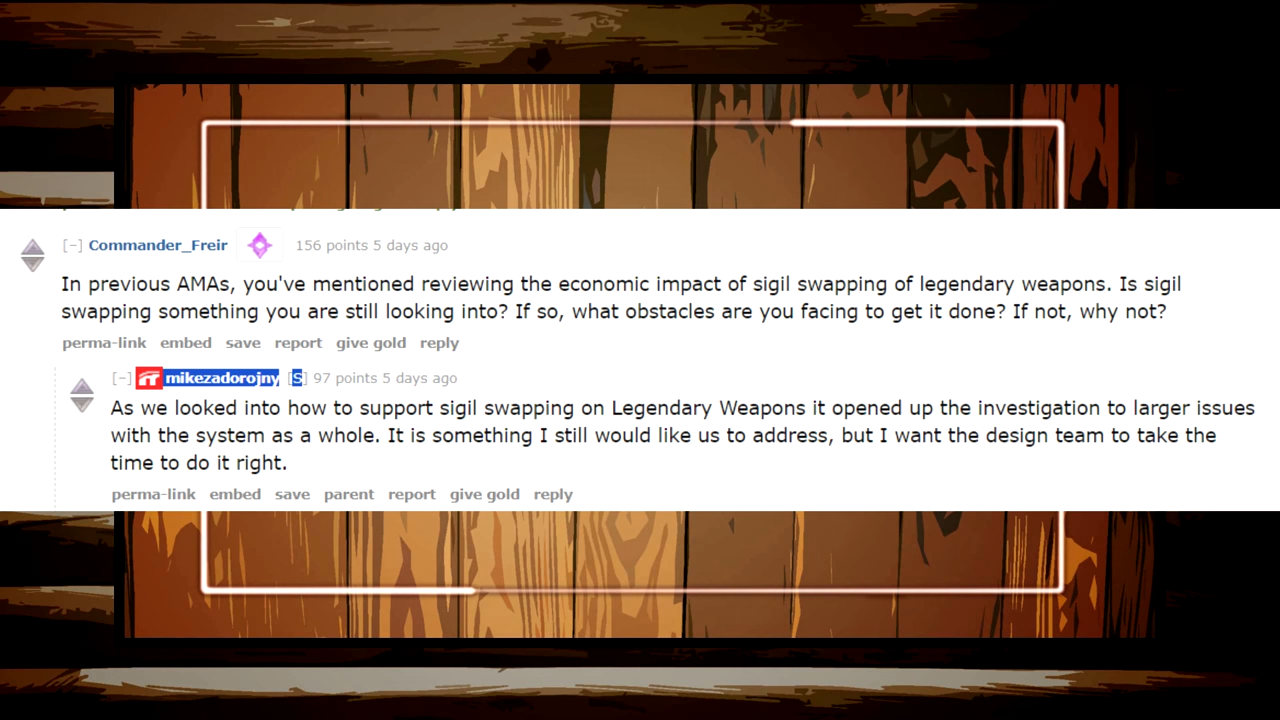 [-] Commander_Freir 156 points 5 days ago
In previous AMAs, you've mentioned reviewing the economic impact of sigil swapping of legendary weapons. Is sigil
swapping something you are still looking into? If so, what obstacles are you facing to get it done? If not, why not?
perma-link embed save report give gold reply
[-] mikezadorojny [S] 97 points 5 days ago
As we looked into how to support sigil swapping on Legendary Weapons it opened up the investigation to larger issues
with the system as a whole. It is something I still would like us to address, but I want the design team to take the
time to do it right.
perma-link embed save parent report give gold reply